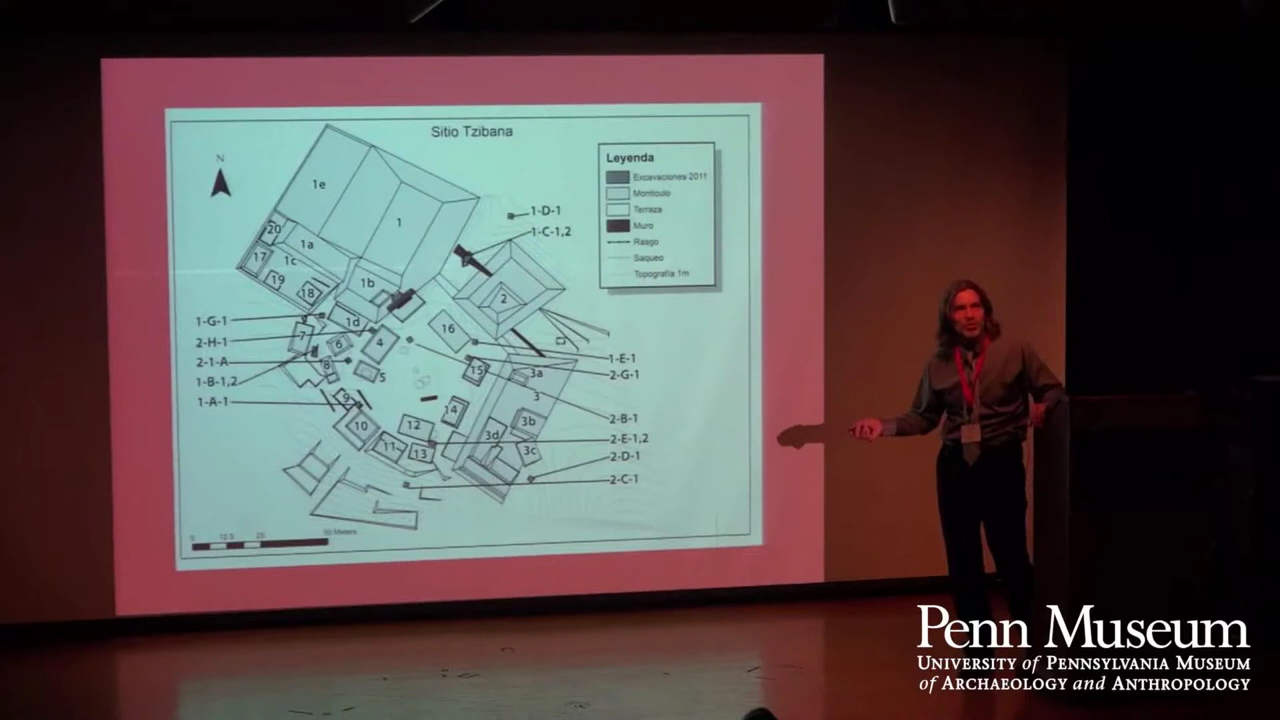 Sitio Tzibana
N
Leyenda
Excavaciones 2011
Montículo
Terraza
Muro
Rasgo
Saqueo
Topografía 1m
1e
1
20
1a
17
1c
19
18
1b
1d
2
16
7
6
4
8
5
15
3a
3
9
10
12
14
3b
11
13
3d
3c
1-D-1
1-C-1,2
1-G-1
2-H-1
2-1-A
1-B-1,2
1-A-1
1-E-1
2-G-1
2-B-1
2-E-1,2
2-D-1
2-C-1
0 12.5 25 50 Meters
Penn Museum
UNIVERSITY of PENNSYLVANIA MUSEUM
of ARCHAEOLOGY and ANTHROPOLOGY